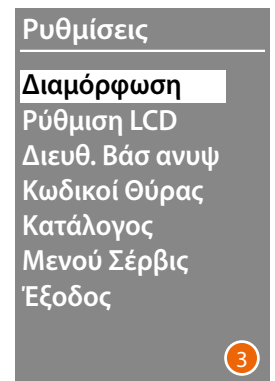 Ρυθμίσεις
Διαμόρφωση
Ρύθμιση LCD
Διευθ. Βάσ ανυψ
Κωδικοί Θύρας
Κατάλογος
Μενού Σέρβις
Έξοδος
3